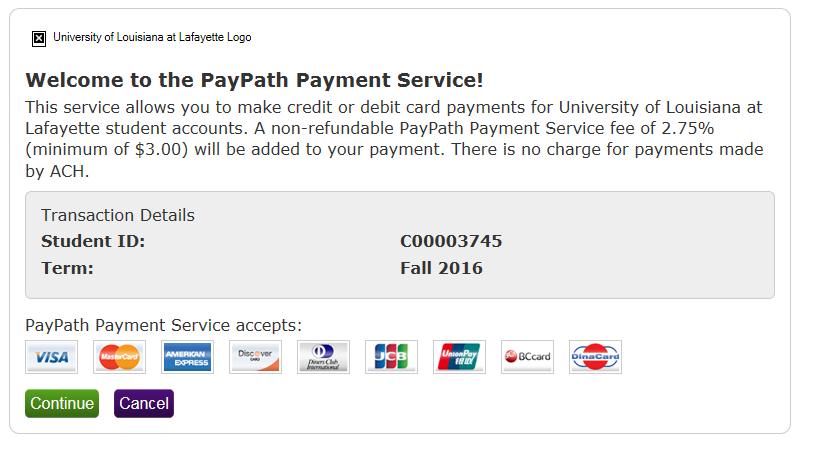 University of Louisiana at Lafayette Logo
Welcome to the PayPath Payment Service!
This service allows you to make credit or debit card payments for University of Louisiana at
Lafayette student accounts. A non-refundable PayPath Payment Service fee of 2.75%
(minimum of $3.00) will be added to your payment. There is no charge for payments made
by ACH.
Transaction Details
Student ID: C00003745
Term: Fall 2016
PayPath Payment Service accepts:
VISA MasterCard AMERICAN EXPRESS Discover CARD Diners Club International JCB UnionPay 银联 BCcard DinaCard
Continue Cancel